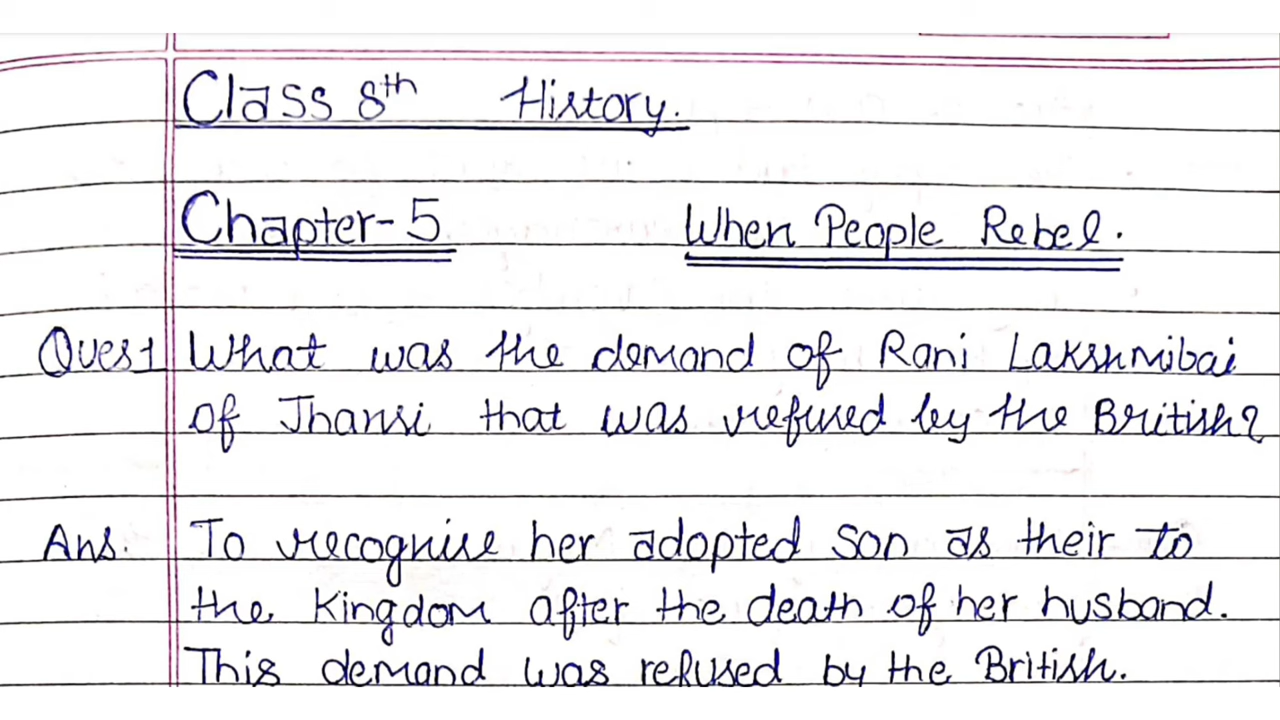 Class 8th History.
Chapter-5 When People Rebel.
Ques 1 What was the demand of Rani Lakshmibai
of Jhansi that was refused by the British?
Ans. To recognise her adopted son as their to
the Kingdom after the death of her husband.
This demand was refused by the British.